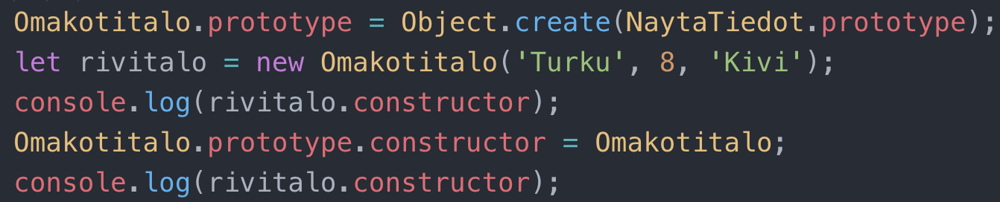 Omakotitalo.prototype = Object.create(NaytaTiedot.prototype);
let rivitalo = new Omakotitalo('Turku', 8, 'Kivi');
console.log(rivitalo.constructor);
Omakotitalo.prototype.constructor = Omakotitalo;
console.log(rivitalo.constructor);